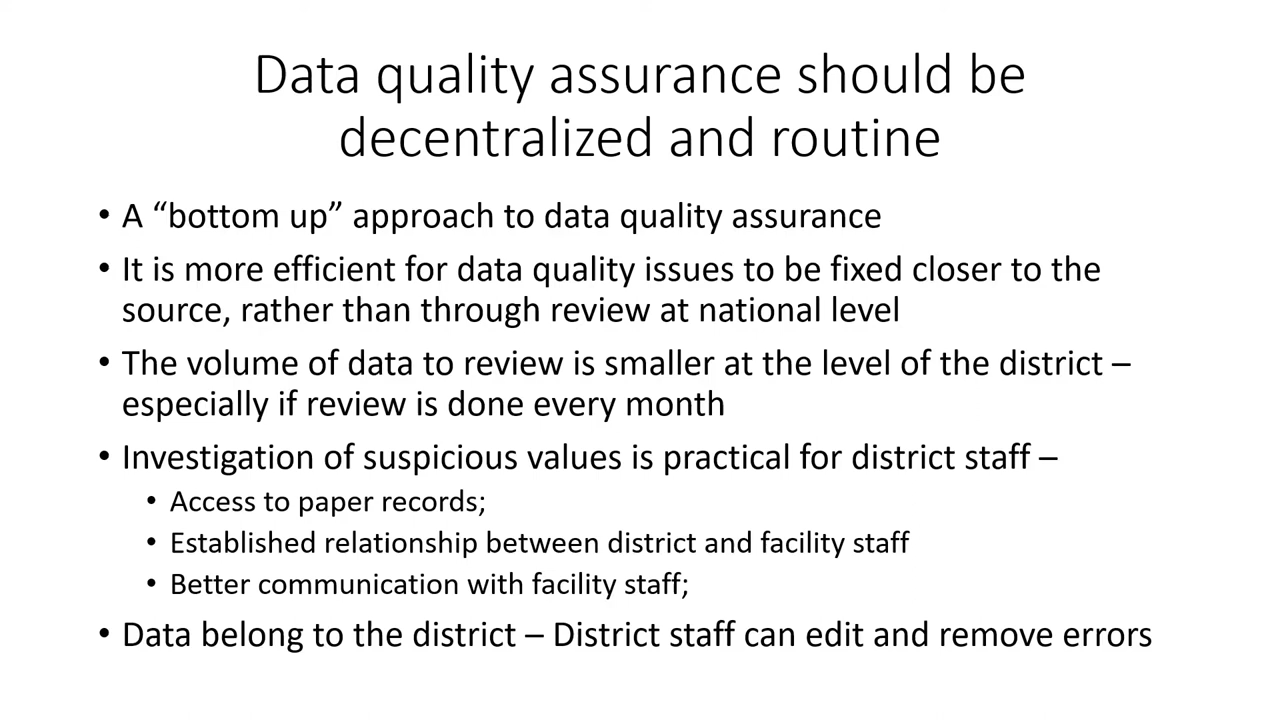 Data quality assurance should be
decentralized and routine
• A “bottom up” approach to data quality assurance
• It is more efficient for data quality issues to be fixed closer to the
source, rather than through review at national level
• The volume of data to review is smaller at the level of the district –
especially if review is done every month
• Investigation of suspicious values is practical for district staff –
• Access to paper records;
• Established relationship between district and facility staff
• Better communication with facility staff;
• Data belong to the district – District staff can edit and remove errors